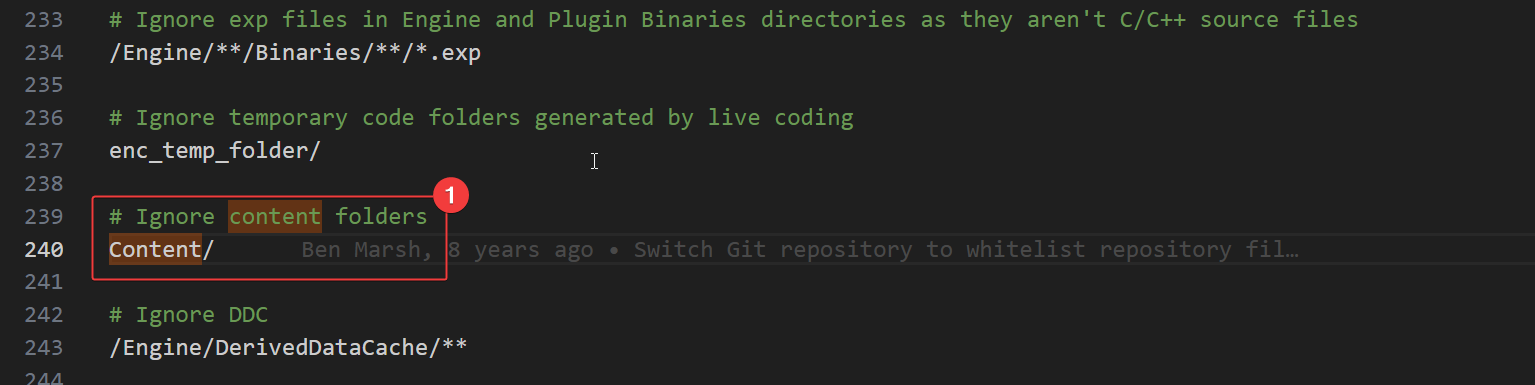 233 # Ignore exp files in Engine and Plugin Binaries directories as they aren't C/C++ source files
234 /Engine/**/Binaries/**/*.exp
235
236 # Ignore temporary code folders generated by live coding
237 enc_temp_folder/
238
1
239 # Ignore content folders
240 Content/ Ben Marsh, 8 years ago • Switch Git repository to whitelist repository fil…
241
242 # Ignore DDC
243 /Engine/DerivedDataCache/**
244